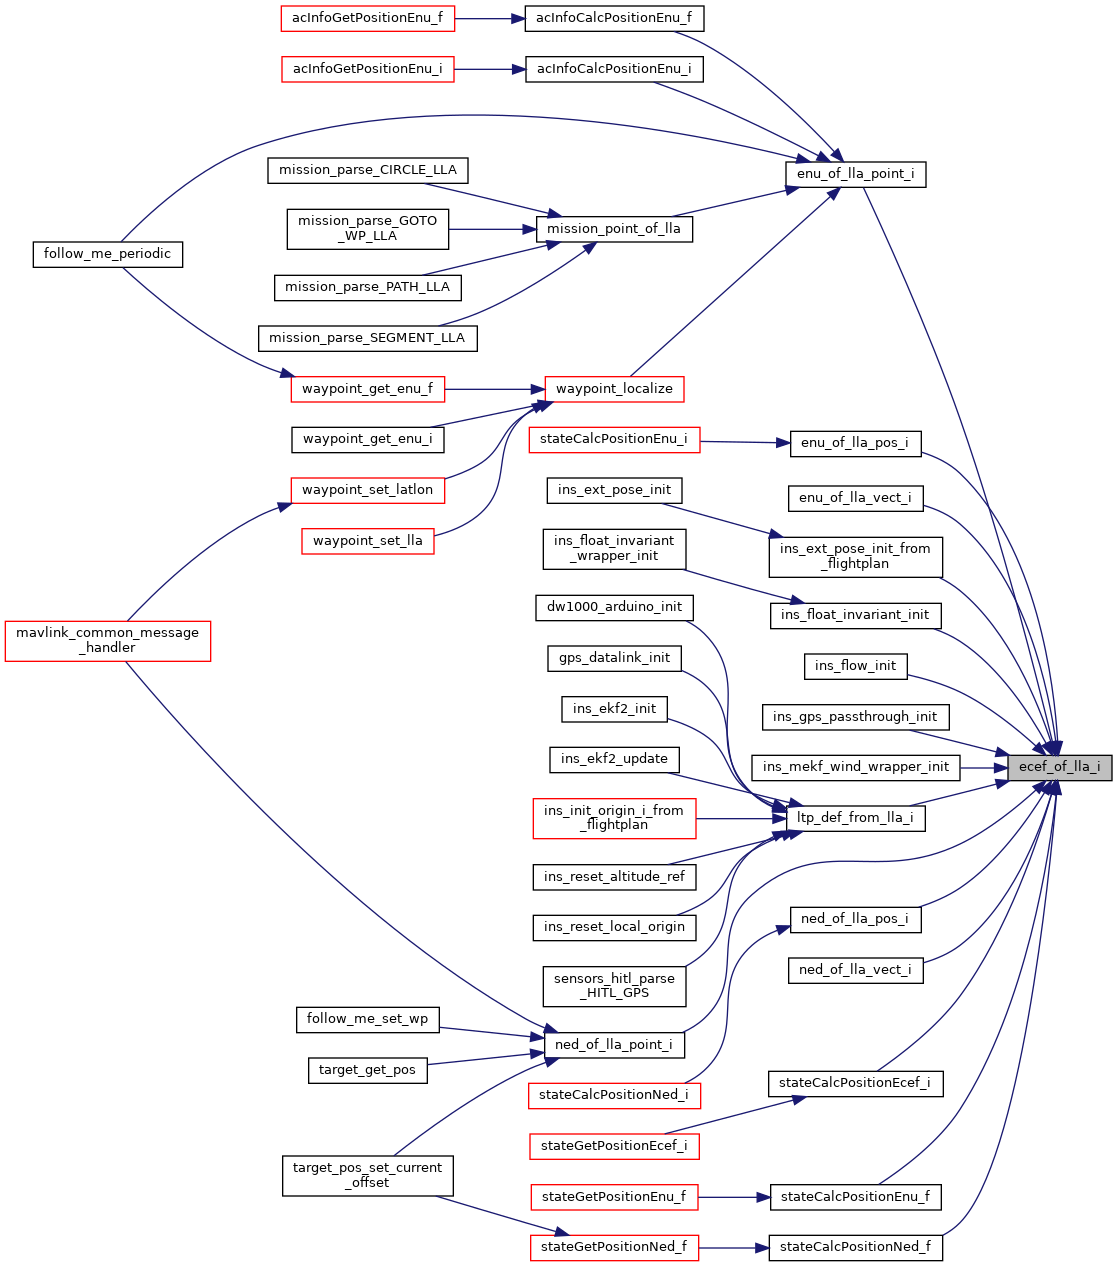 acInfoGetPositionEnu_f
acInfoCalcPositionEnu_f
acInfoGetPositionEnu_i
acInfoCalcPositionEnu_i
enu_of_lla_point_i
mission_parse_CIRCLE_LLA
mission_parse_GOTO
_WP_LLA
mission_point_of_lla
follow_me_periodic
mission_parse_PATH_LLA
mission_parse_SEGMENT_LLA
waypoint_get_enu_f
waypoint_localize
waypoint_get_enu_i
stateCalcPositionEnu_i
enu_of_lla_pos_i
waypoint_set_latlon
ins_ext_pose_init
enu_of_lla_vect_i
waypoint_set_lla
ins_float_invariant
_wrapper_init
ins_ext_pose_init_from
_flightplan
dw1000_arduino_init
ins_float_invariant_init
mavlink_common_message
_handler
gps_datalink_init
ins_flow_init
ins_ekf2_init
ins_gps_passthrough_init
ins_ekf2_update
ins_mekf_wind_wrapper_init
ecef_of_lla_i
ins_init_origin_i_from
_flightplan
ltp_def_from_lla_i
ins_reset_altitude_ref
ins_reset_local_origin
ned_of_lla_pos_i
sensors_hitl_parse
_HITL_GPS
ned_of_lla_vect_i
follow_me_set_wp
ned_of_lla_point_i
target_get_pos
stateCalcPositionNed_i
stateCalcPositionEcef_i
stateGetPositionEcef_i
target_pos_set_current
_offset
stateGetPositionEnu_f
stateCalcPositionEnu_f
stateGetPositionNed_f
stateCalcPositionNed_f